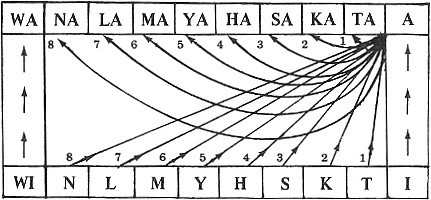 WA NA LA MA YA HA SA KA TA A
8 7 6 5 4 3 2 1
8 7 6 5 4 3 2 1
WI N L M Y H S K T I